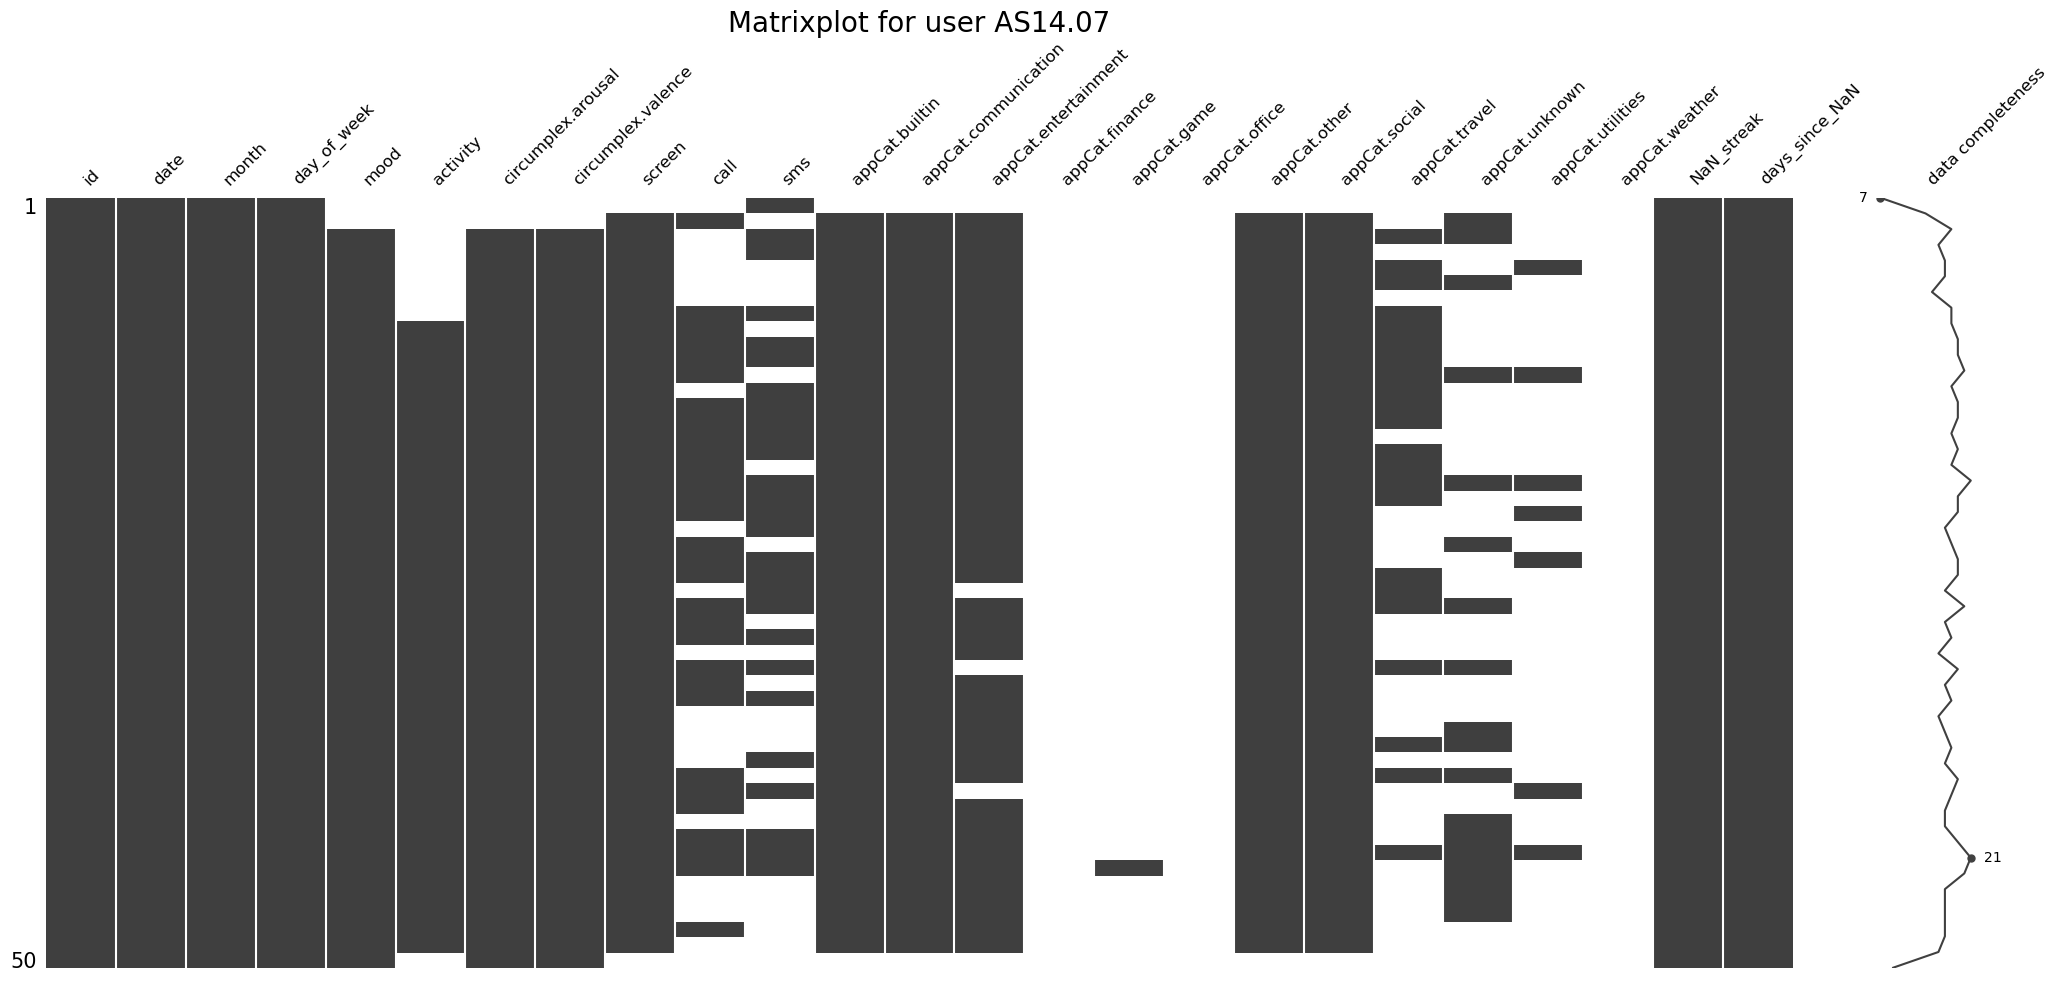 Matrixplot for user AS14.07
id
date
month
day_of_week
mood
activity
circumplex.arousal
circumplex.valence
screen
call
sms
appCat.builtin
appCat.communication
appCat.entertainment
appCat.finance
appCat.game
appCat.office
appCat.other
appCat.social
appCat.travel
appCat.unknown
appCat.utilities
appCat.weather
NaN_streak
days_since_NaN
data completeness
1
7
21
50